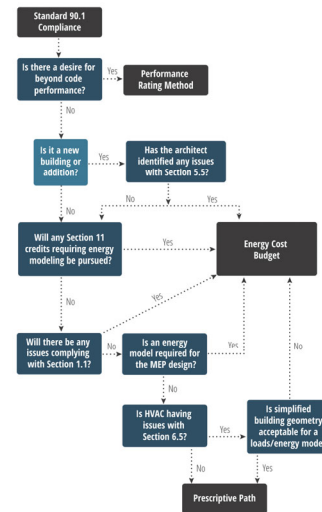 Standard 90.1
Compliance
Is there a desire for
beyond code
performance?
Yes
Performance
Rating Method
No
Is it a new
building or
addition?
Yes
Has the architect
identified any issues
with Section 5.5?
No
No
Yes
Will any Section 11
credits requiring energy
modeling be pursued?
Yes
Energy Cost
Budget
No
Yes
Will there be any
issues complying
with Section 1.1?
No
Is an energy
model required for
the MEP design?
Yes
No
No
Is HVAC having
issues with
Section 6.5?
Yes
Is simplified
building geometry
acceptable for a
loads/energy mode
No
Yes
Prescriptive Path